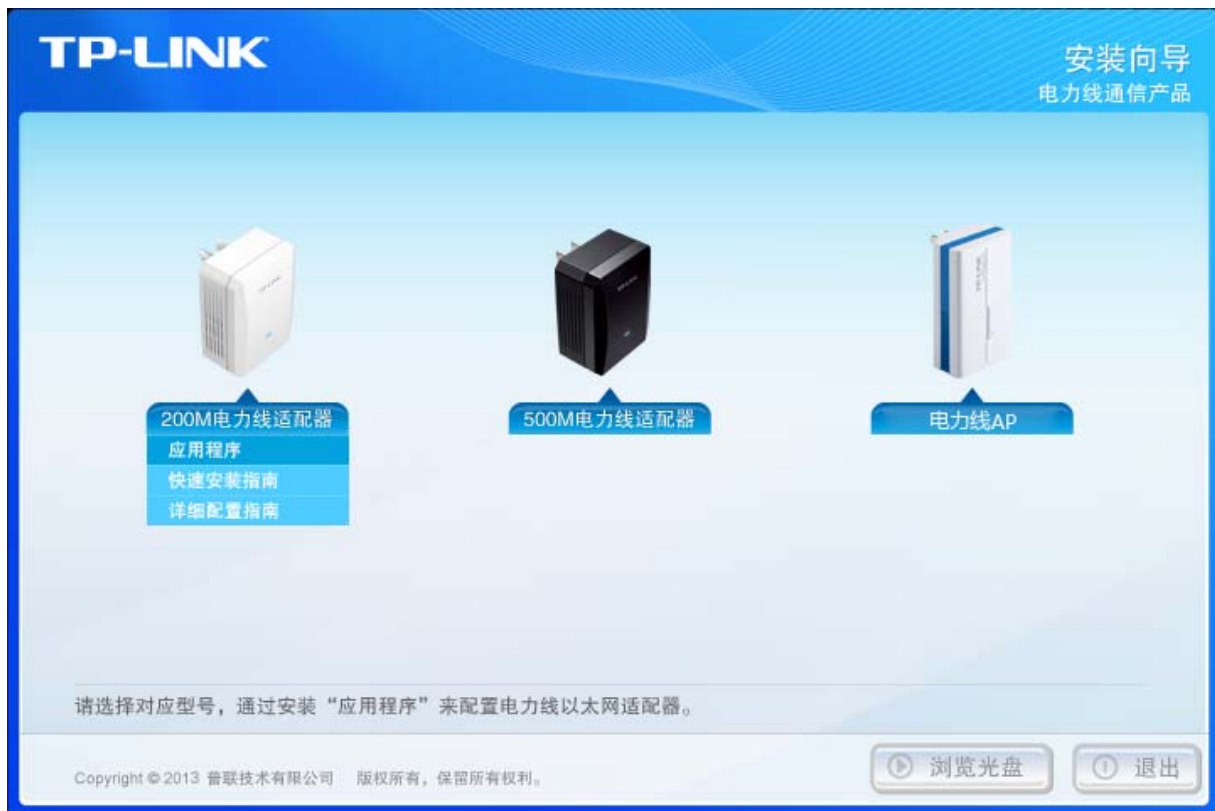 TP-LINK
安装向导
电力线通信产品
200M电力线适配器
应用程序
快速安装指南
详细配置指南
500M电力线适配器
电力线AP
请选择对应型号，通过安装“应用程序”来配置电力线以太网适配器。
Copyright © 2013 普联技术有限公司 版权所有，保留所有权利。
浏览光盘
退出